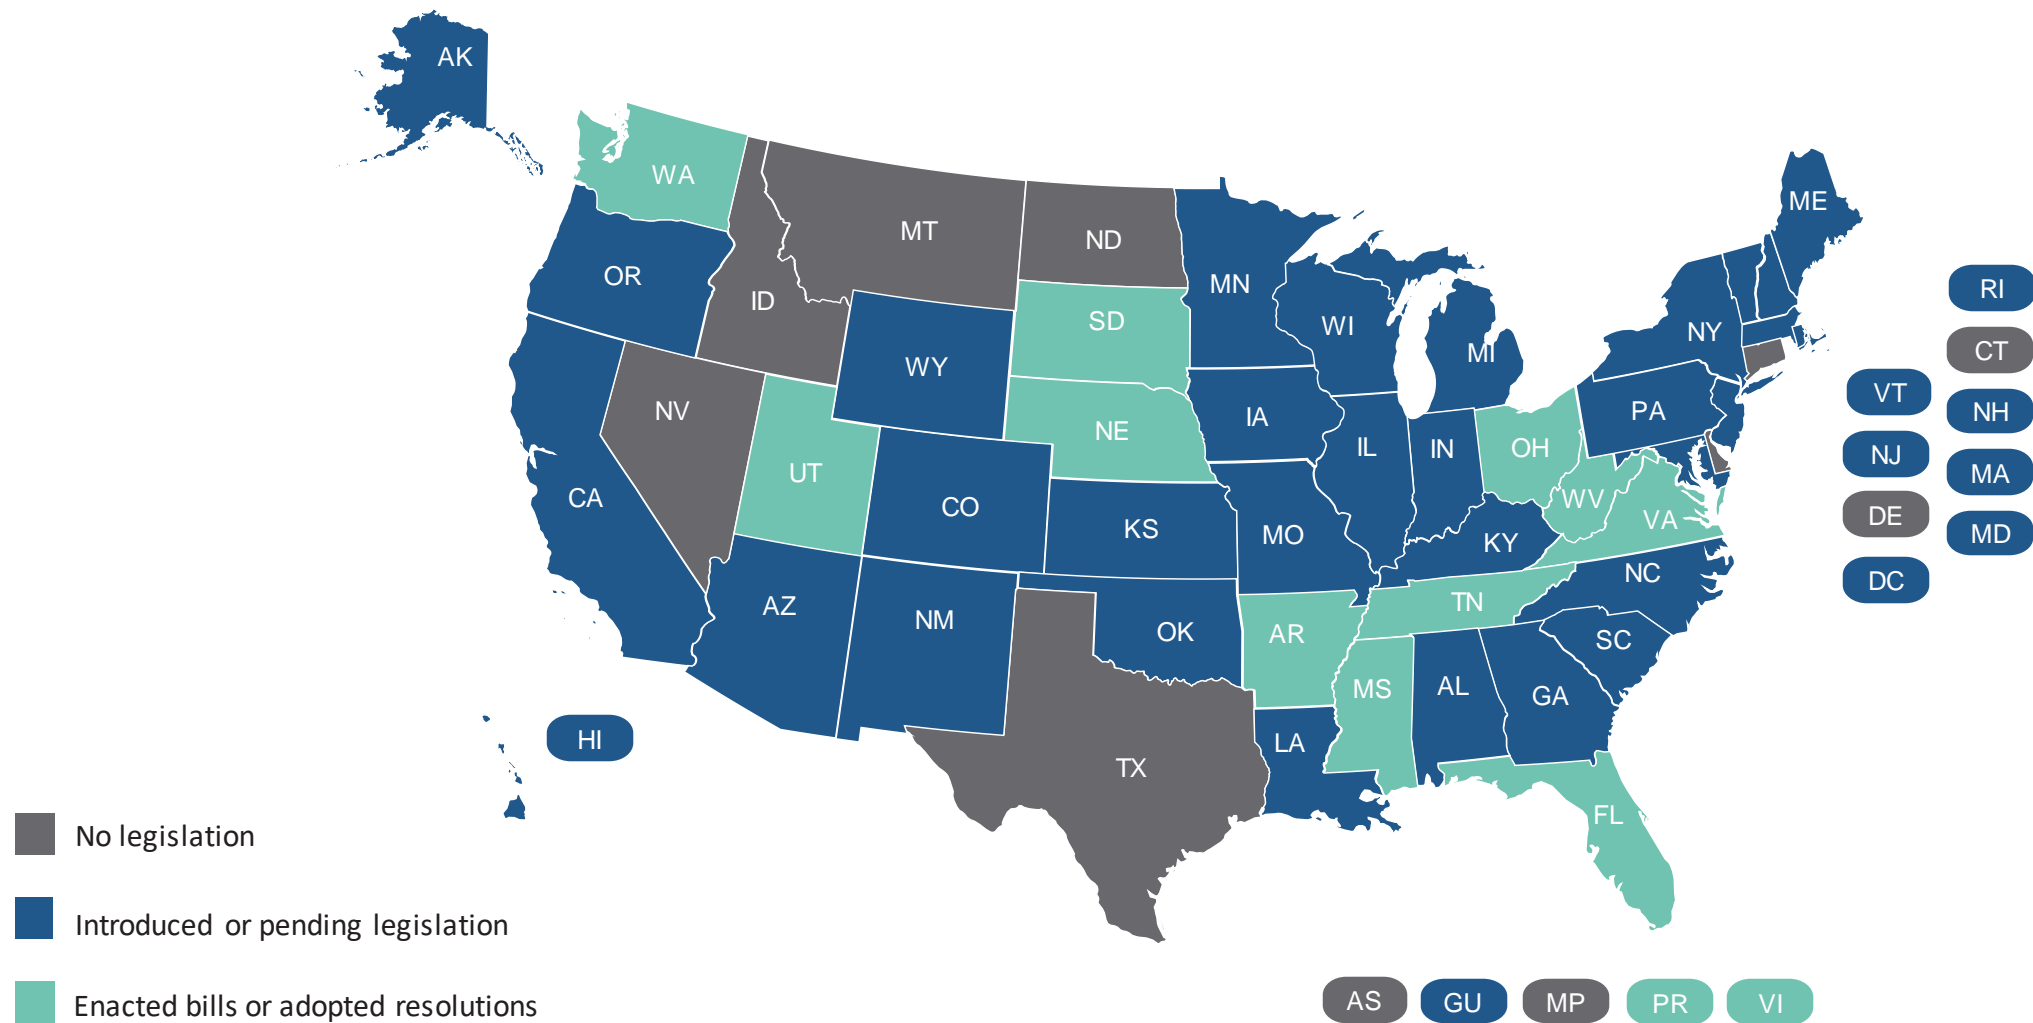 AK
WA
MT
ND
ME
OR
ID
MN
RI
SD
WI
NY
CT
WY
MI
VT
NV
NE
IA
PA
NH
UT
IL
IN
OH
NJ
MA
CA
CO
WV
KS
MO
KY
VA
DE
MD
NC
DC
AZ
NM
OK
AR
TN
SC
MS
AL
GA
HI
LA
TX
FL
No legislation
Introduced or pending legislation
Enacted bills or adopted resolutions
AS
GU
MP
PR
VI